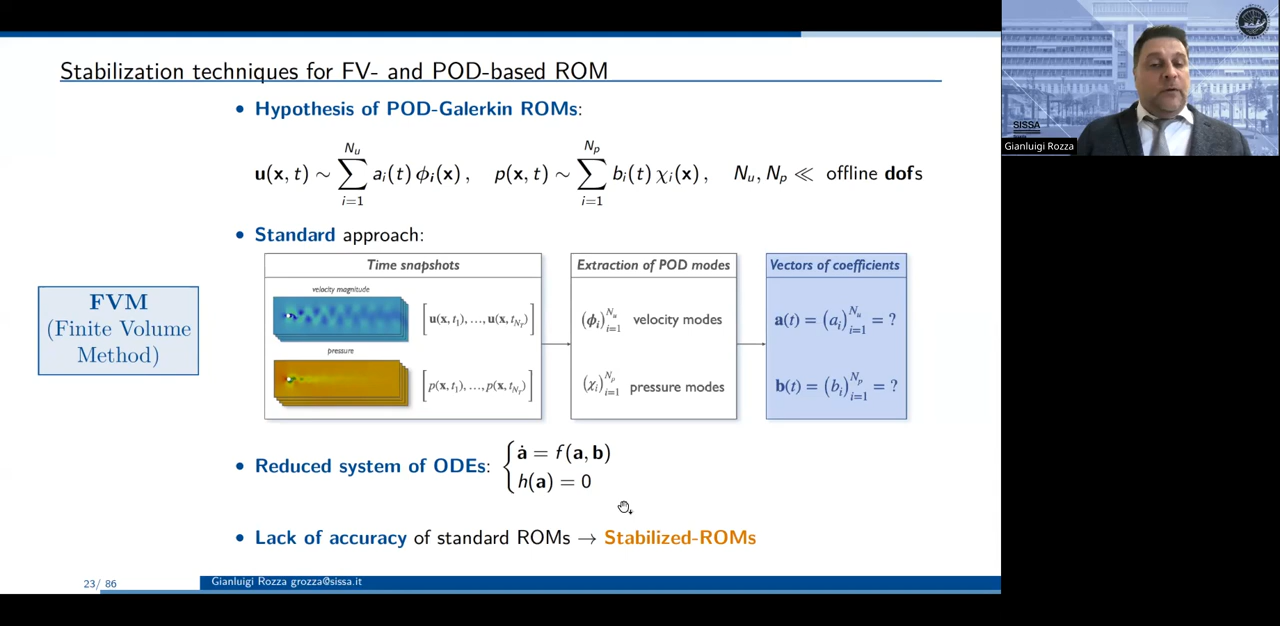 Stabilization techniques for FV- and POD-based ROM
• Hypothesis of POD-Galerkin ROMs:
u(x, t) ∼ ∑_{i=1}^{N_u} a_i(t) ϕ_i(x) , p(x, t) ∼ ∑_{i=1}^{N_p} b_i(t) χ_i(x) , N_u, N_p ≪ offline dofs
• Standard approach:
Time snapshots
velocity magnitude
[u(x, t_1), …, u(x, t_{N_T})]
pressure
[p(x, t_1), …, p(x, t_{N_T})]
Extraction of POD modes
(ϕ_i)_{i=1}^{N_u} velocity modes
(χ_i)_{i=1}^{N_p} pressure modes
Vectors of coefficients
a(t) = (a_i)_{i=1}^{N_u} = ?
b(t) = (b_i)_{i=1}^{N_p} = ?
FVM
(Finite Volume
Method)
• Reduced system of ODEs: { ȧ = f(a, b)
h(a) = 0
• Lack of accuracy of standard ROMs → Stabilized-ROMs
23/ 86
Gianluigi Rozza grozza@sissa.it
SISSA
Gianluigi Rozza